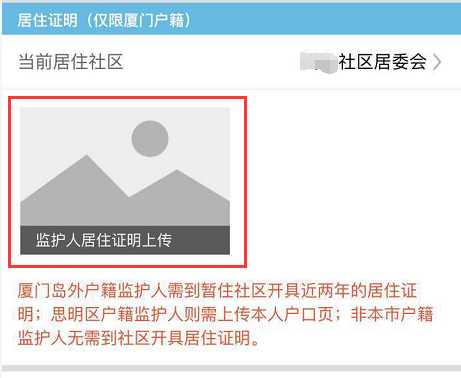 居住证明（仅限厦门户籍）
当前居住社区
社区居委会
监护人居住证明上传
厦门岛外户籍监护人需到暂住社区开具近两年的居住证
明；思明区户籍监护人则需上传本人户口页；非本市户籍
监护人无需到社区开具居住证明。